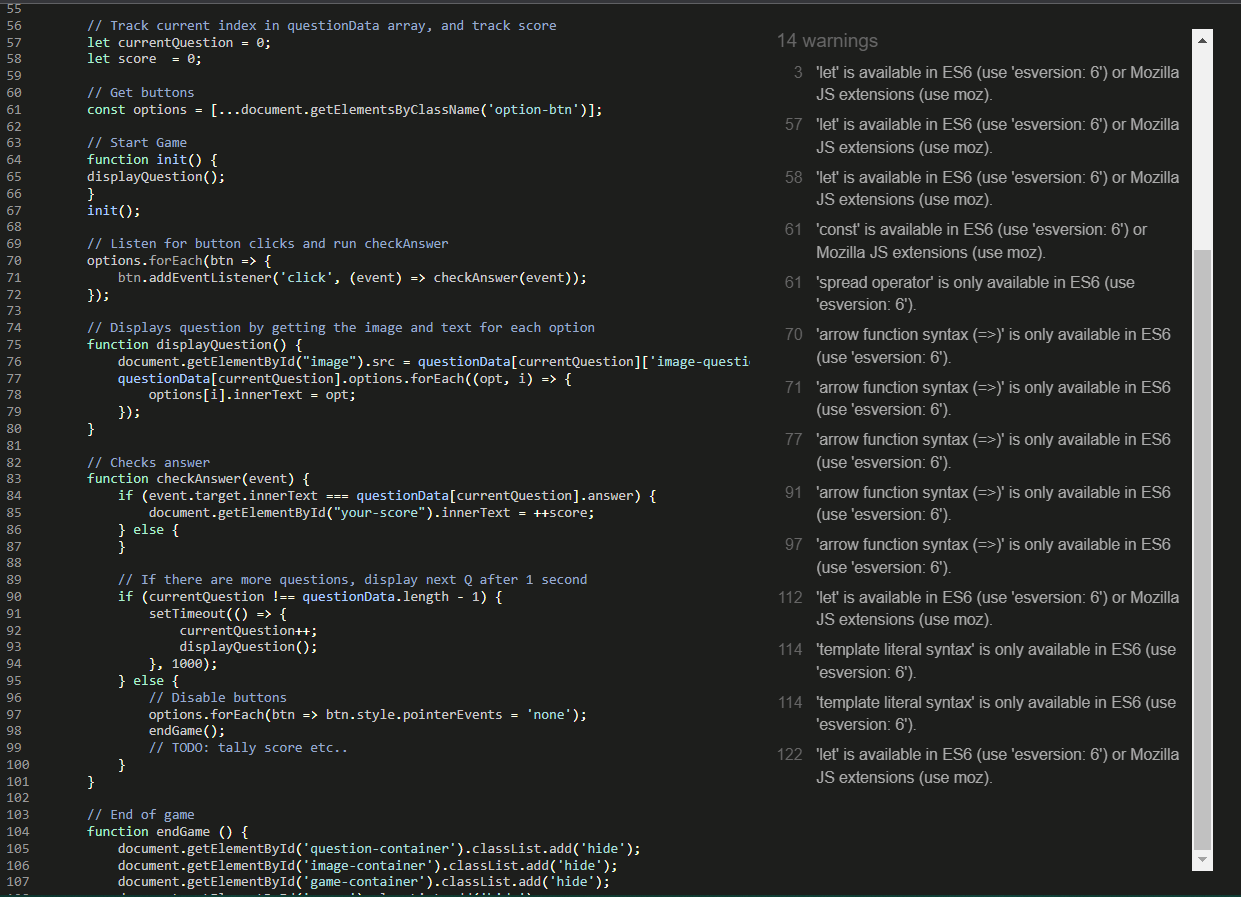 55
56 // Track current index in questionData array, and track score
57 let currentQuestion = 0;
58 let score  = 0;
59
60 // Get buttons
61 const options = [...document.getElementsByClassName('option-btn')];
62
63 // Start Game
64 function init() {
65 displayQuestion();
66 }
67 init();
68
69 // Listen for button clicks and run checkAnswer
70 options.forEach(btn => {
71     btn.addEventListener('click', (event) => checkAnswer(event));
72 });
73
74 // Displays question by getting the image and text for each option
75 function displayQuestion() {
76     document.getElementById("image").src = questionData[currentQuestion]['image-questi
77     questionData[currentQuestion].options.forEach((opt, i) => {
78         options[i].innerText = opt;
79     });
80 }
81
82 // Checks answer
83 function checkAnswer(event) {
84     if (event.target.innerText === questionData[currentQuestion].answer) {
85         document.getElementById("your-score").innerText = ++score;
86     } else {
87     }
88
89     // If there are more questions, display next Q after 1 second
90     if (currentQuestion !== questionData.length - 1) {
91         setTimeout(() => {
92             currentQuestion++;
93             displayQuestion();
94         }, 1000);
95     } else {
96         // Disable buttons
97         options.forEach(btn => btn.style.pointerEvents = 'none');
98         endGame();
99         // TODO: tally score etc..
100     }
101 }
102
103 // End of game
104 function endGame () {
105     document.getElementById('question-container').classList.add('hide');
106     document.getElementById('image-container').classList.add('hide');
107     document.getElementById('game-container').classList.add('hide');
14 warnings
3 'let' is available in ES6 (use 'esversion: 6') or Mozilla
JS extensions (use moz).
57 'let' is available in ES6 (use 'esversion: 6') or Mozilla
JS extensions (use moz).
58 'let' is available in ES6 (use 'esversion: 6') or Mozilla
JS extensions (use moz).
61 'const' is available in ES6 (use 'esversion: 6') or
Mozilla JS extensions (use moz).
61 'spread operator' is only available in ES6 (use
'esversion: 6').
70 'arrow function syntax (=>)' is only available in ES6
(use 'esversion: 6').
71 'arrow function syntax (=>)' is only available in ES6
(use 'esversion: 6').
77 'arrow function syntax (=>)' is only available in ES6
(use 'esversion: 6').
91 'arrow function syntax (=>)' is only available in ES6
(use 'esversion: 6').
97 'arrow function syntax (=>)' is only available in ES6
(use 'esversion: 6').
112 'let' is available in ES6 (use 'esversion: 6') or Mozilla
JS extensions (use moz).
114 'template literal syntax' is only available in ES6 (use
'esversion: 6').
114 'template literal syntax' is only available in ES6 (use
'esversion: 6').
122 'let' is available in ES6 (use 'esversion: 6') or Mozilla
JS extensions (use moz).